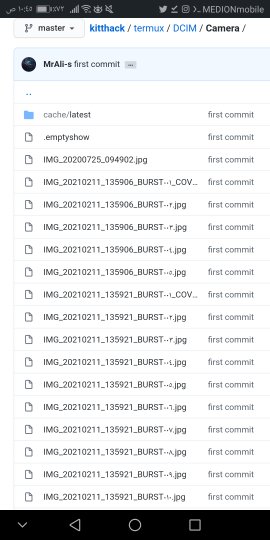 ص ١٠:٤٥ ٪٧٢ MEDIONmobile
master kitthack / termux / DCIM / Camera /
MrAli-s first commit ...
..
cache/latest first commit
.emptyshow first commit
IMG_20200725_094902.jpg first commit
IMG_20210211_135906_BURST٠٠١_COV... first commit
IMG_20210211_135906_BURST٠٠٢.jpg first commit
IMG_20210211_135906_BURST٠٠٣.jpg first commit
IMG_20210211_135906_BURST٠٠٤.jpg first commit
IMG_20210211_135906_BURST٠٠٥.jpg first commit
IMG_20210211_135921_BURST٠٠١_COV... first commit
IMG_20210211_135921_BURST٠٠٢.jpg first commit
IMG_20210211_135921_BURST٠٠٣.jpg first commit
IMG_20210211_135921_BURST٠٠٤.jpg first commit
IMG_20210211_135921_BURST٠٠٥.jpg first commit
IMG_20210211_135921_BURST٠٠٦.jpg first commit
IMG_20210211_135921_BURST٠٠٧.jpg first commit
IMG_20210211_135921_BURST٠٠٨.jpg first commit
IMG_20210211_135921_BURST٠٠٩.jpg first commit
IMG_20210211_135921_BURST٠١٠.jpg first commit